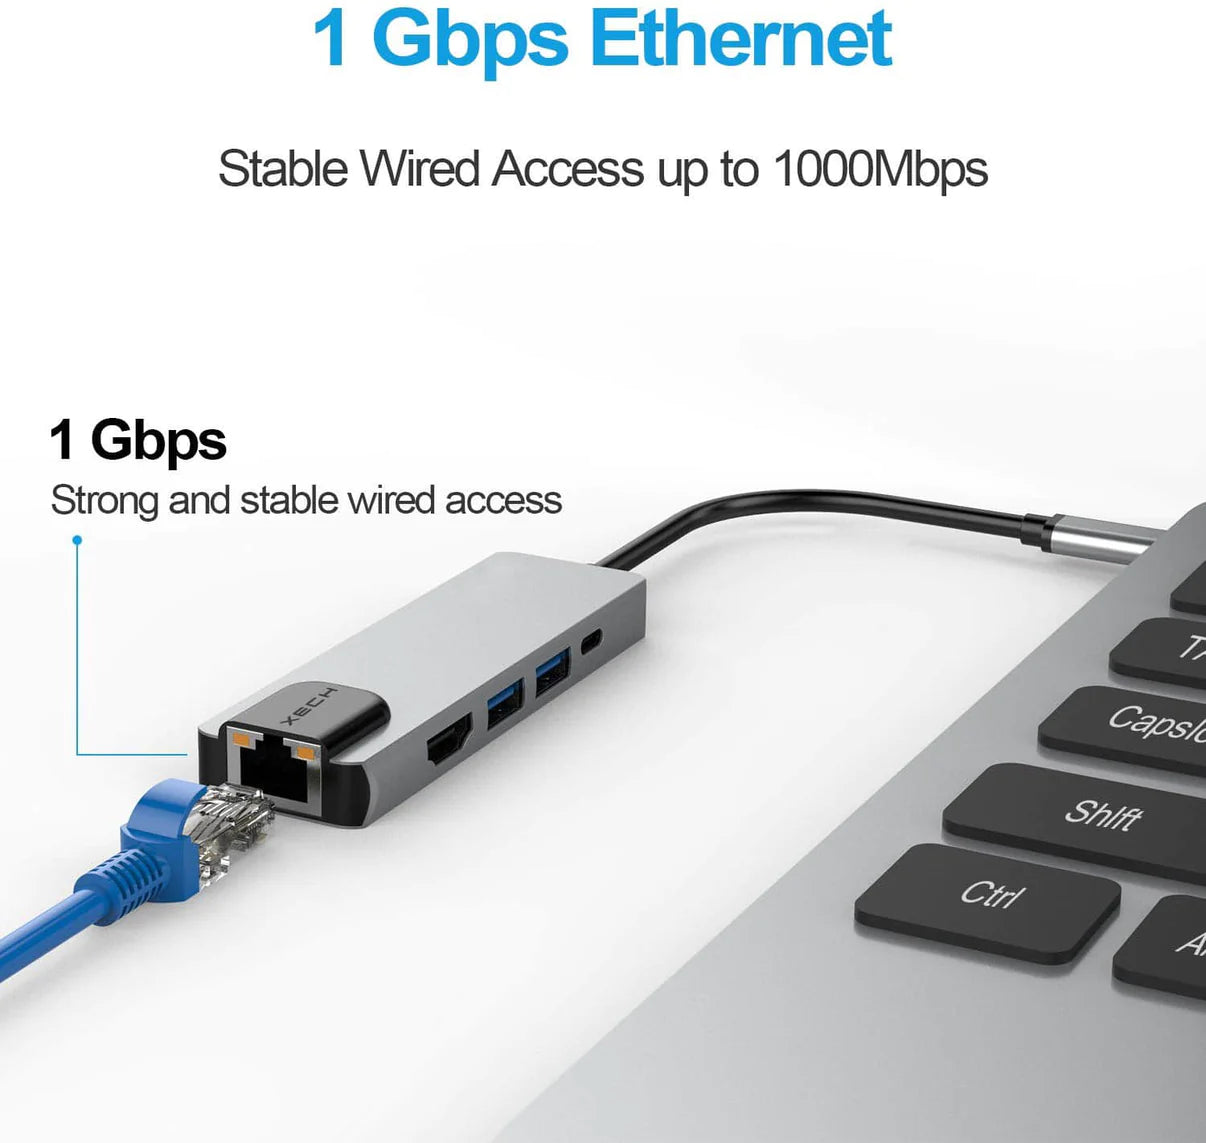 1 Gbps Ethernet
Stable Wired Access up to 1000Mbps
1 Gbps
Strong and stable wired access
XECH
Shift
Ctrl